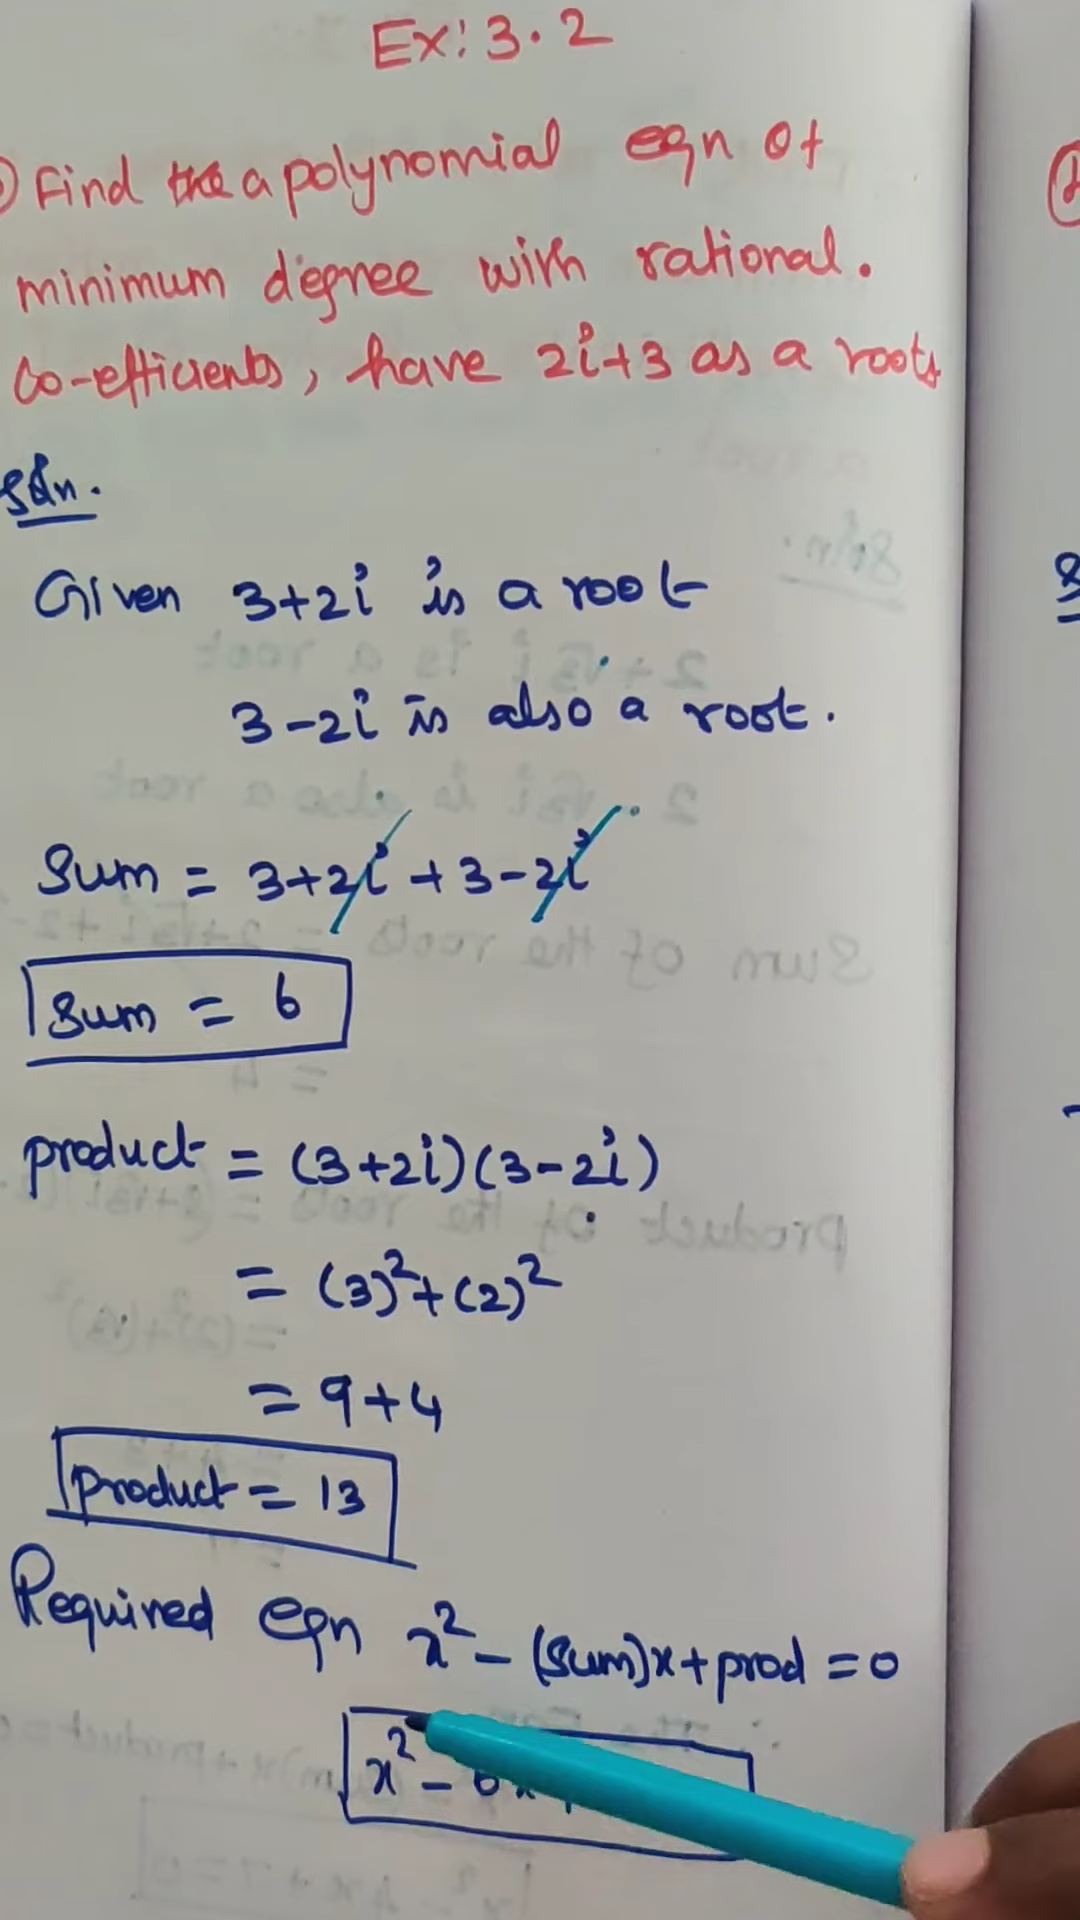 Ex: 3.2
Find the a polynomial eqn of
minimum degree with rational.
co-efficients, have 2i+3 as a roots
Soln.
Given 3+2i is a root
3-2i is also a root.
Sum = 3+2i + 3-2i
Sum = 6
product = (3+2i)(3-2i)
= (3)²+(2)²
= 9+4
product = 13
Required eqn x² - (sum)x + prod = 0
x² - 6x